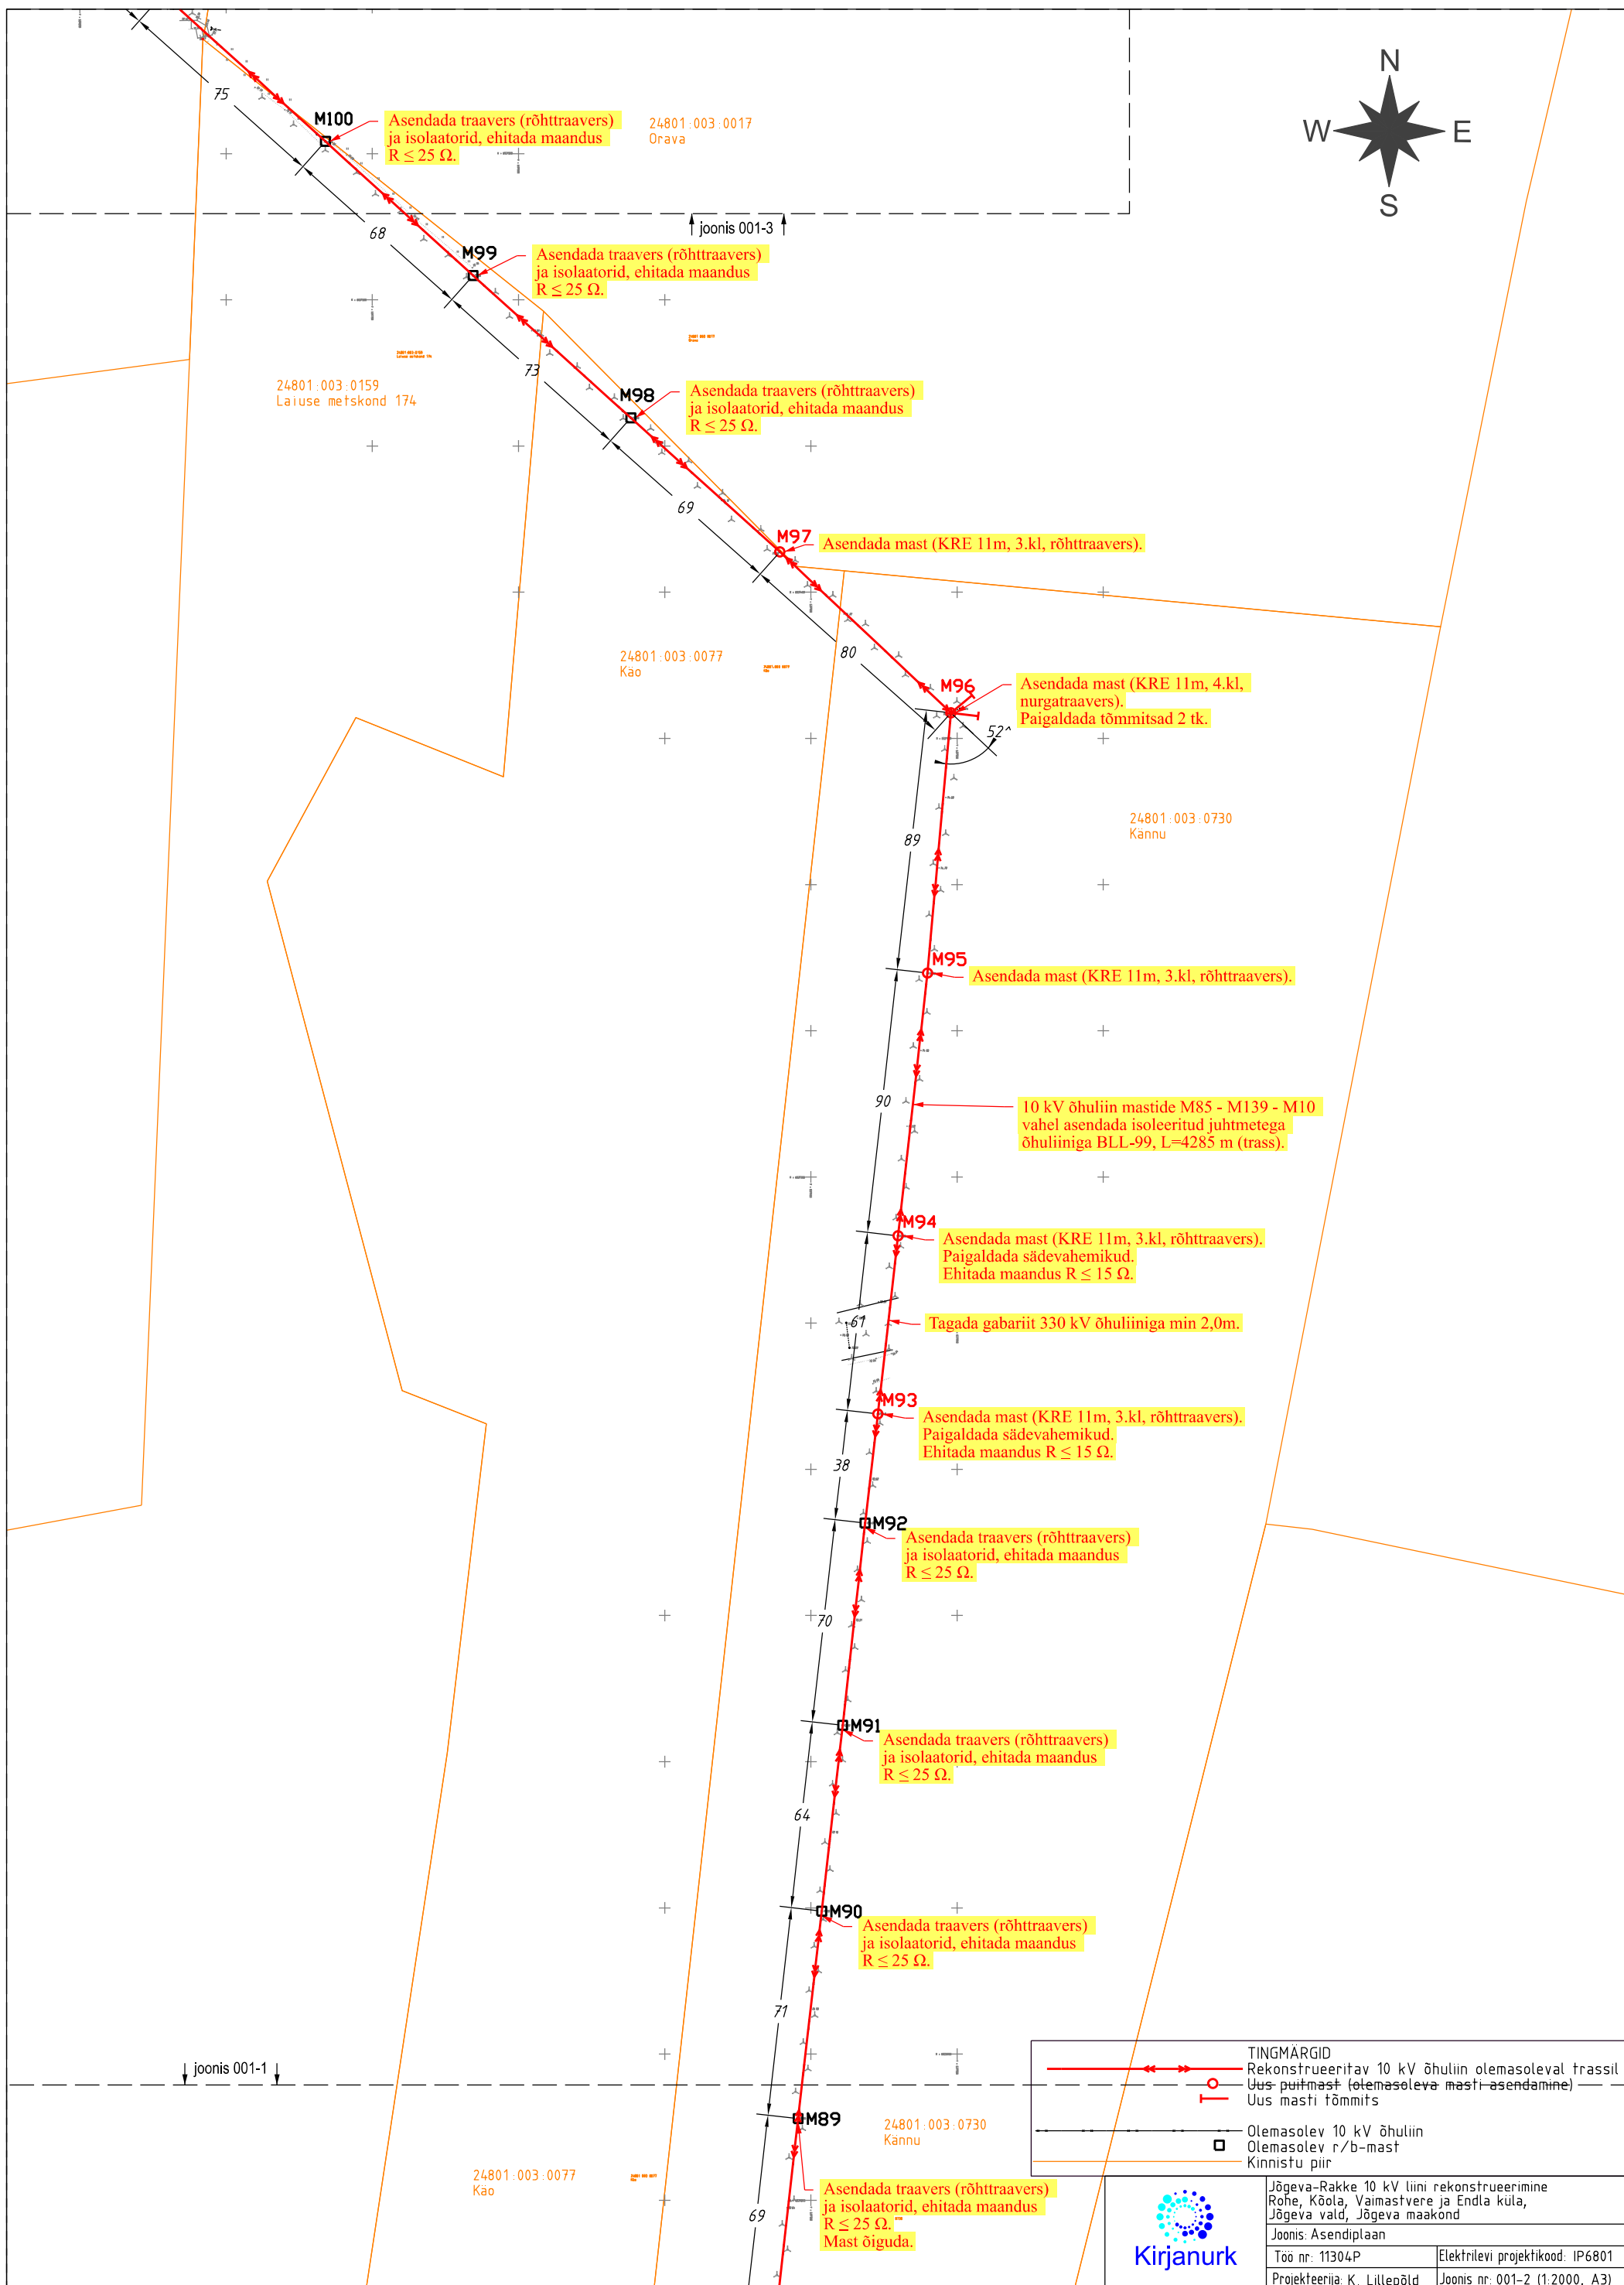 N
W E
S
75
M100
Asendada traavers (rõhttraavers)
ja isolaatorid, ehitada maandus
R ≤ 25 Ω.
24801:003:0017
Orava
joonis 001-3
68
M99
Asendada traavers (rõhttraavers)
ja isolaatorid, ehitada maandus
R ≤ 25 Ω.
24801:003:0159
Laiuse metskond 174
73
M98
Asendada traavers (rõhttraavers)
ja isolaatorid, ehitada maandus
R ≤ 25 Ω.
69
M97
Asendada mast (KRE 11m, 3.kl, rõhttraavers).
24801:003:0077
Käo
80
M96
Asendada mast (KRE 11m, 4.kl,
nurgatraavers).
Paigaldada tõmmitsad 2 tk.
52^
24801:003:0730
Kännu
89
M95
Asendada mast (KRE 11m, 3.kl, rõhttraavers).
90
10 kV õhuliin mastide M85 - M139 - M10
vahel asendada isoleeritud juhtmetega
õhuliiniga BLL-99, L=4285 m (trass).
M94
Asendada mast (KRE 11m, 3.kl, rõhttraavers).
Paigaldada sädevahemikud.
Ehitada maandus R ≤ 15 Ω.
61
Tagada gabariit 330 kV õhuliiniga min 2,0m.
M93
Asendada mast (KRE 11m, 3.kl, rõhttraavers).
Paigaldada sädevahemikud.
Ehitada maandus R ≤ 15 Ω.
38
M92
Asendada traavers (rõhttraavers)
ja isolaatorid, ehitada maandus
R ≤ 25 Ω.
70
M91
Asendada traavers (rõhttraavers)
ja isolaatorid, ehitada maandus
R ≤ 25 Ω.
64
M90
Asendada traavers (rõhttraavers)
ja isolaatorid, ehitada maandus
R ≤ 25 Ω.
71
joonis 001-1
M89
24801:003:0730
Kännu
24801:003:0077
Käo
Asendada traavers (rõhttraavers)
ja isolaatorid, ehitada maandus
R ≤ 25 Ω.
Mast õiguda.
69
TINGMÄRGID
Rekonstrueeritav 10 kV õhuliin olemasoleval trassil
Uus puitmast (olemasoleva masti asendamine)
Uus masti tõmmits
Olemasolev 10 kV õhuliin
Olemasolev r/b-mast
Kinnistu piir
Kirjanurk
Jõgeva-Rakke 10 kV liini rekonstrueerimine
Rohe, Kõola, Vaimastvere ja Endla küla,
Jõgeva vald, Jõgeva maakond
Joonis: Asendiplaan
Töö nr: 11304P
Elektrilevi projektikood: IP6801
Projekteerija: K. Lillepõld
Joonis nr: 001-2 (1:2000, A3)